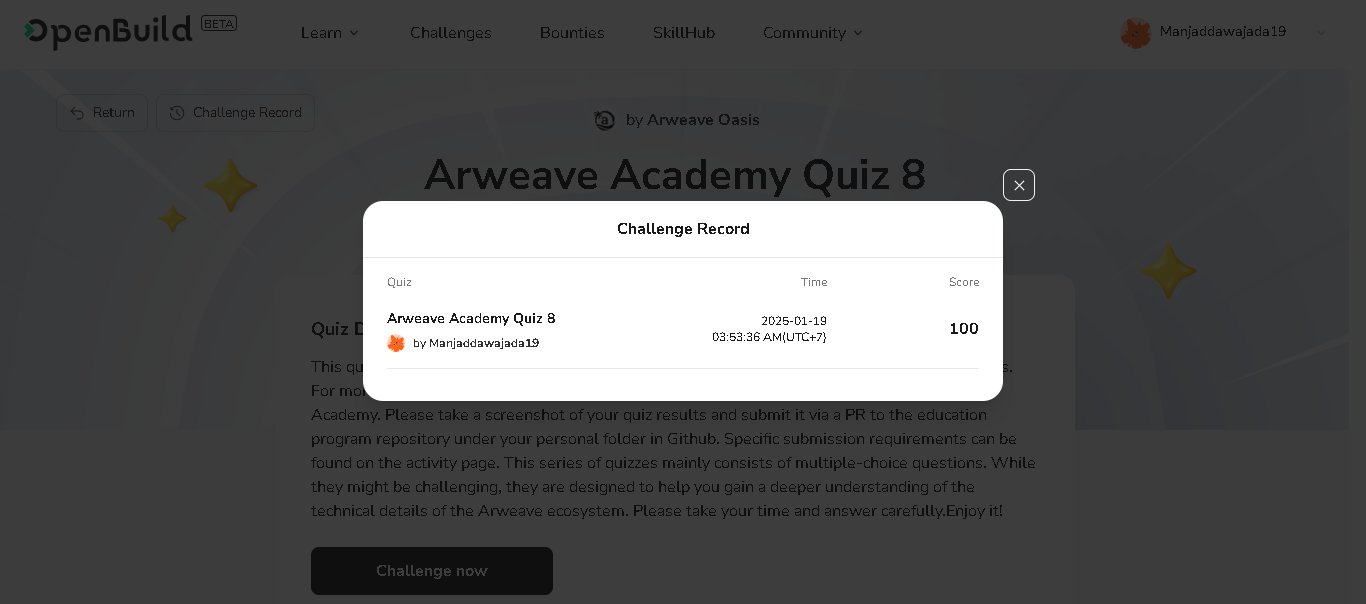 OpenBuild BETA
Learn Challenges Bounties SkillHub Community Manjaddawajada19
Return Challenge Record
by Arweave Oasis
Arweave Academy Quiz 8
Challenge Record
Quiz Time Score
Arweave Academy Quiz 8
by Manjaddawajada19
2025-01-19
03:53:36 AM(UTC+7)
100
Quiz
This
For
Academy. Please take a screenshot of your quiz results and submit it via a PR to the education
program repository under your personal folder in Github. Specific submission requirements can be
found on the activity page. This series of quizzes mainly consists of multiple-choice questions. While
they might be challenging, they are designed to help you gain a deeper understanding of the
technical details of the Arweave ecosystem. Please take your time and answer carefully.Enjoy it!
Challenge now